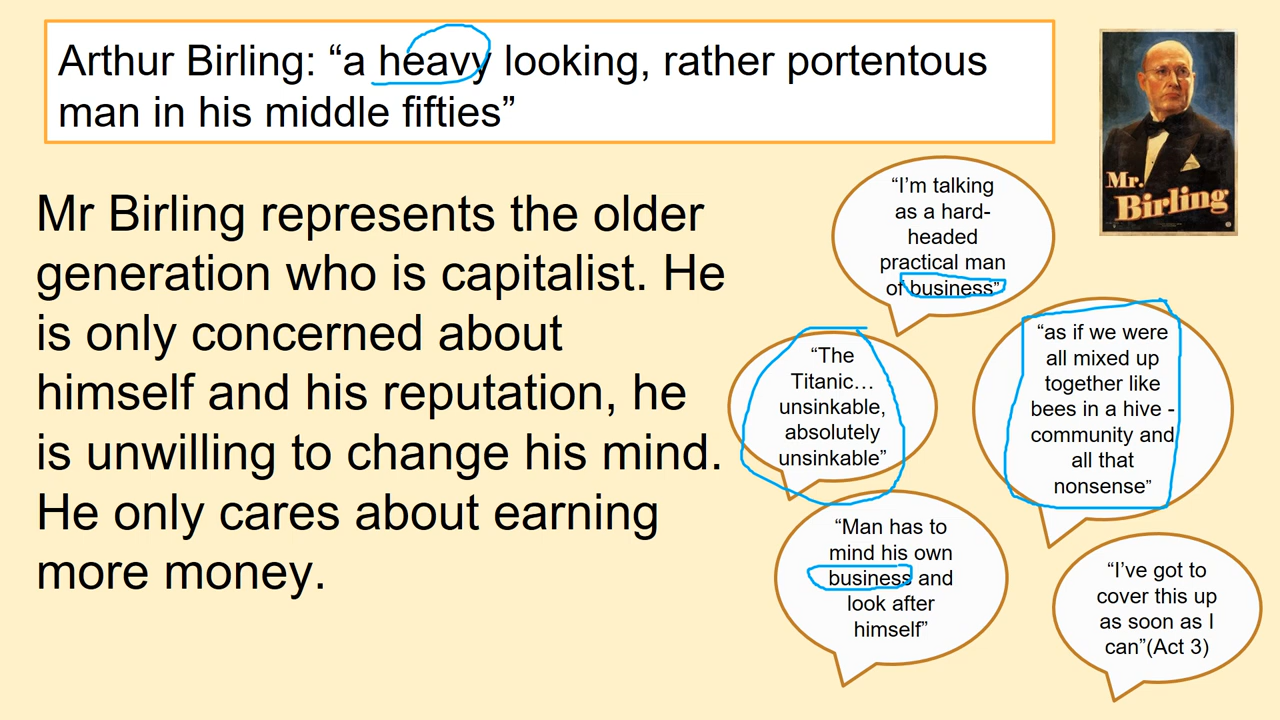 Arthur Birling: “a heavy looking, rather portentous
man in his middle fifties”
Mr.
Birling
Mr Birling represents the older
generation who is capitalist. He
is only concerned about
himself and his reputation, he
is unwilling to change his mind.
He only cares about earning
more money.
“I’m talking
as a hard-
headed
practical man
of business”
“The
Titanic…
unsinkable,
absolutely
unsinkable”
“as if we were
all mixed up
together like
bees in a hive -
community and
all that
nonsense”
“Man has to
mind his own
business and
look after
himself”
“I’ve got to
cover this up
as soon as I
can”(Act 3)